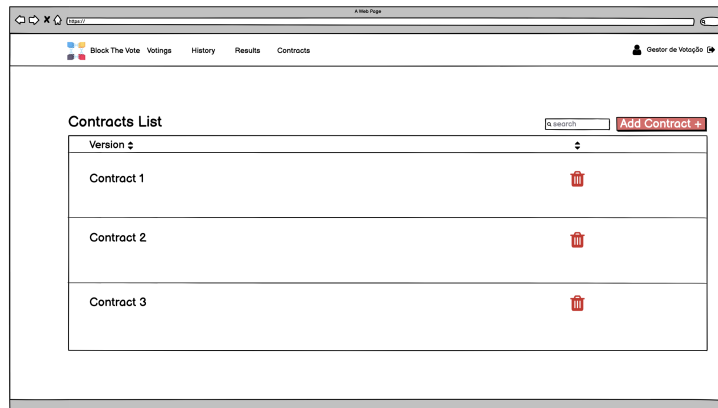 A Web Page
https://
Block The Vote Votings History Results Contracts Gestor de Votação
Contracts List
search
Add Contract +
Version
Contract 1
Contract 2
Contract 3